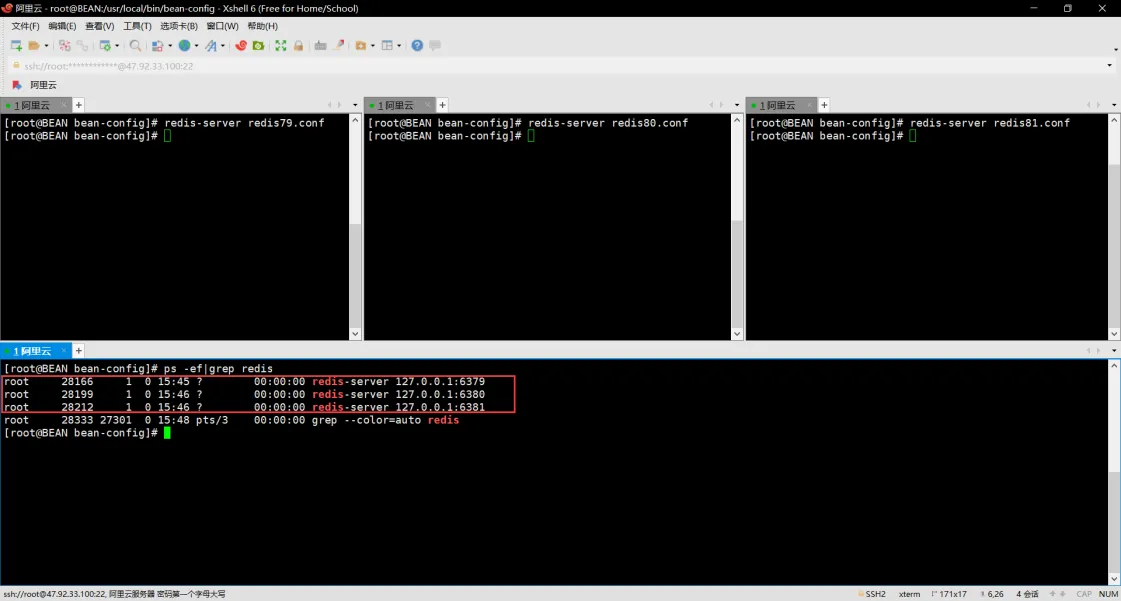 阿里云 - root@BEAN:/usr/local/bin/bean-config - Xshell 6 (Free for Home/School)
文件(F) 编辑(E) 查看(V) 工具(T) 选项卡(B) 窗口(W) 帮助(H)
ssh://root:************@47.92.33.100:22
阿里云
1 阿里云 × +
[root@BEAN bean-config]# redis-server redis79.conf
[root@BEAN bean-config]#
1 阿里云 × +
[root@BEAN bean-config]# redis-server redis80.conf
[root@BEAN bean-config]#
1 阿里云 × +
[root@BEAN bean-config]# redis-server redis81.conf
[root@BEAN bean-config]#
1 阿里云 × +
[root@BEAN bean-config]# ps -ef|grep redis
root 28166 1 0 15:45 ? 00:00:00 redis-server 127.0.0.1:6379
root 28199 1 0 15:46 ? 00:00:00 redis-server 127.0.0.1:6380
root 28212 1 0 15:46 ? 00:00:00 redis-server 127.0.0.1:6381
root 28333 27301 0 15:48 pts/3 00:00:00 grep --color=auto redis
[root@BEAN bean-config]#
ssh://root@47.92.33.100:22, 阿里云服务器 密码第一个字母大写 SSH2 xterm 171x17 6,26 4 会话 CAP NUM